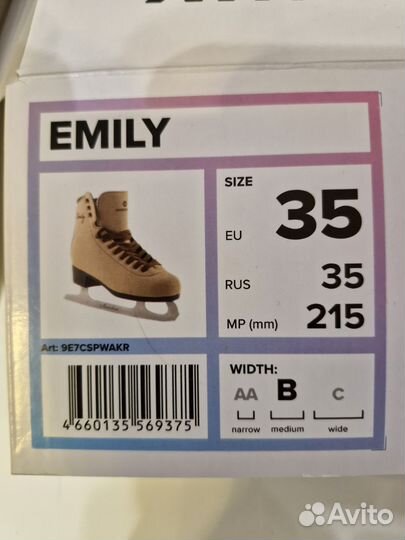 EMILY
SIZE
EU 35
RUS 35
MP (mm) 215
Art: 9E7CSPWAKR
4 660135 569375
WIDTH:
AA B C
narrow medium wide
Avito